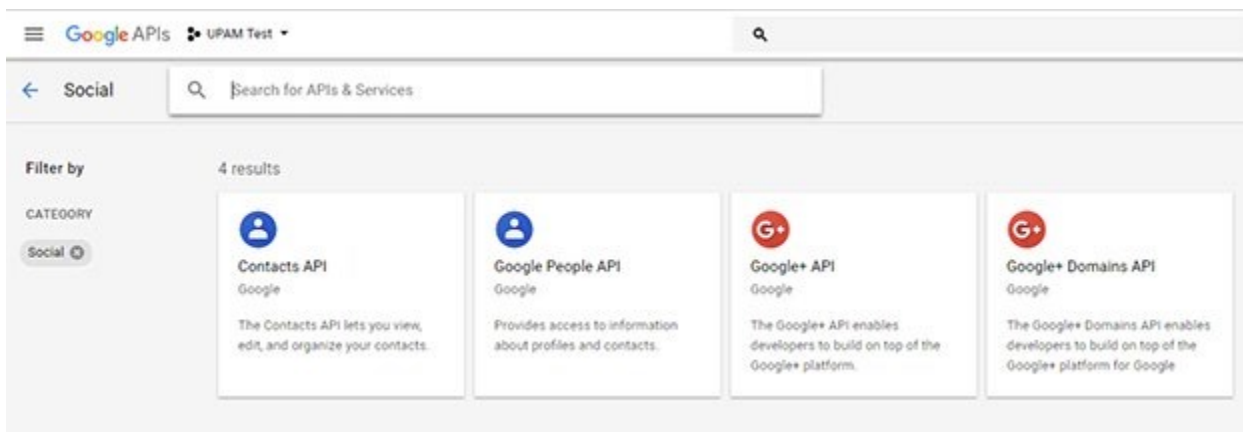 Google APIs UPAM Test
Social Search for APIs & Services
Filter by
4 results
CATEGORY
Social
Contacts API
Google
The Contacts API lets you view,
edit, and organize your contacts.
Google People API
Google
Provides access to information
about profiles and contacts.
G+
Google+ API
Google
The Google+ API enables
developers to build on top of the
Google+ platform.
G+
Google+ Domains API
Google
The Google+ Domains API enables
developers to build on top of the
Google+ platform for Google